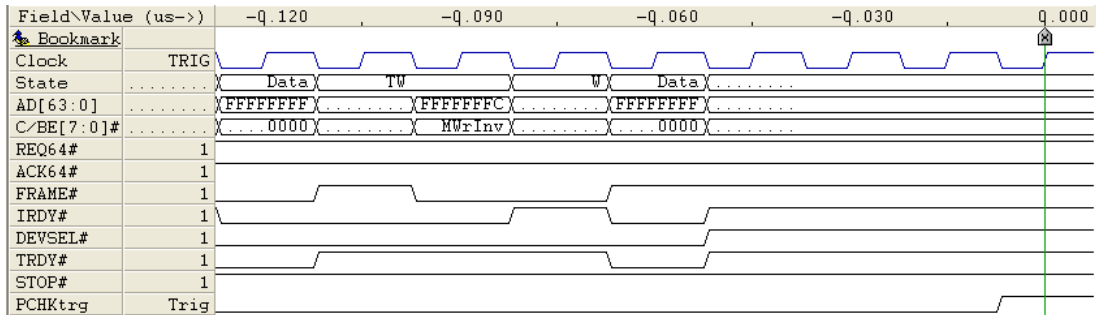 Field\Value (us->) -0.120 -0.090 -0.060 -0.030 0.000
Bookmark
Clock TRIG
State ........ Data TW W Data ........
AD[63:0] ........ FFFFFFFF ........ FFFFFFFC ........ FFFFFFFF ........
C/BE[7:0]# ........ ....0000 ........ MWrInv ........ ....0000 ........
REQ64# 1
ACK64# 1
FRAME# 1
IRDY# 1
DEVSEL# 1
TRDY# 1
STOP# 1
PCHKtrg Trig